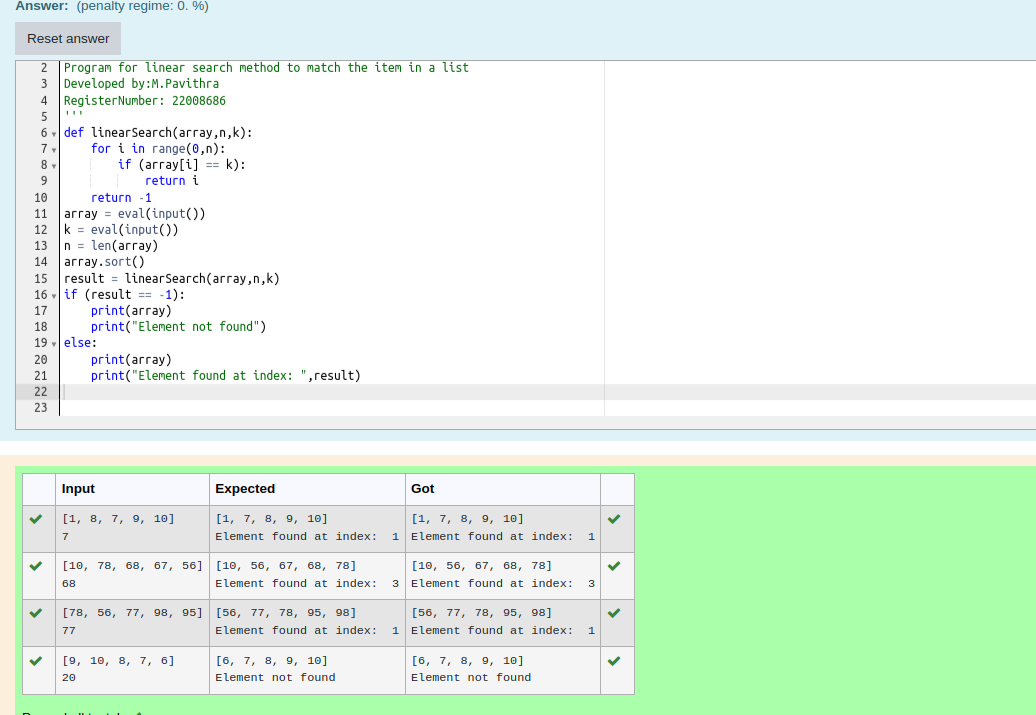 Answer: (penalty regime: 0. %)
Reset answer
2 Program for linear search method to match the item in a list
3 Developed by:M.Pavithra
4 RegisterNumber: 22008686
5 '''
6 def linearSearch(array,n,k):
7 for i in range(0,n):
8 if (array[i] == k):
9 return i
10 return -1
11 array = eval(input())
12 k = eval(input())
13 n = len(array)
14 array.sort()
15 result = linearSearch(array,n,k)
16 if (result == -1):
17 print(array)
18 print("Element not found")
19 else:
20 print(array)
21 print("Element found at index: ",result)
22
23
Input Expected Got
[1, 8, 7, 9, 10] [1, 7, 8, 9, 10] [1, 7, 8, 9, 10]
7 Element found at index:  1 Element found at index:  1
[10, 78, 68, 67, 56] [10, 56, 67, 68, 78] [10, 56, 67, 68, 78]
68 Element found at index:  3 Element found at index:  3
[78, 56, 77, 98, 95] [56, 77, 78, 95, 98] [56, 77, 78, 95, 98]
77 Element found at index:  1 Element found at index:  1
[9, 10, 8, 7, 6] [6, 7, 8, 9, 10] [6, 7, 8, 9, 10]
20 Element not found Element not found